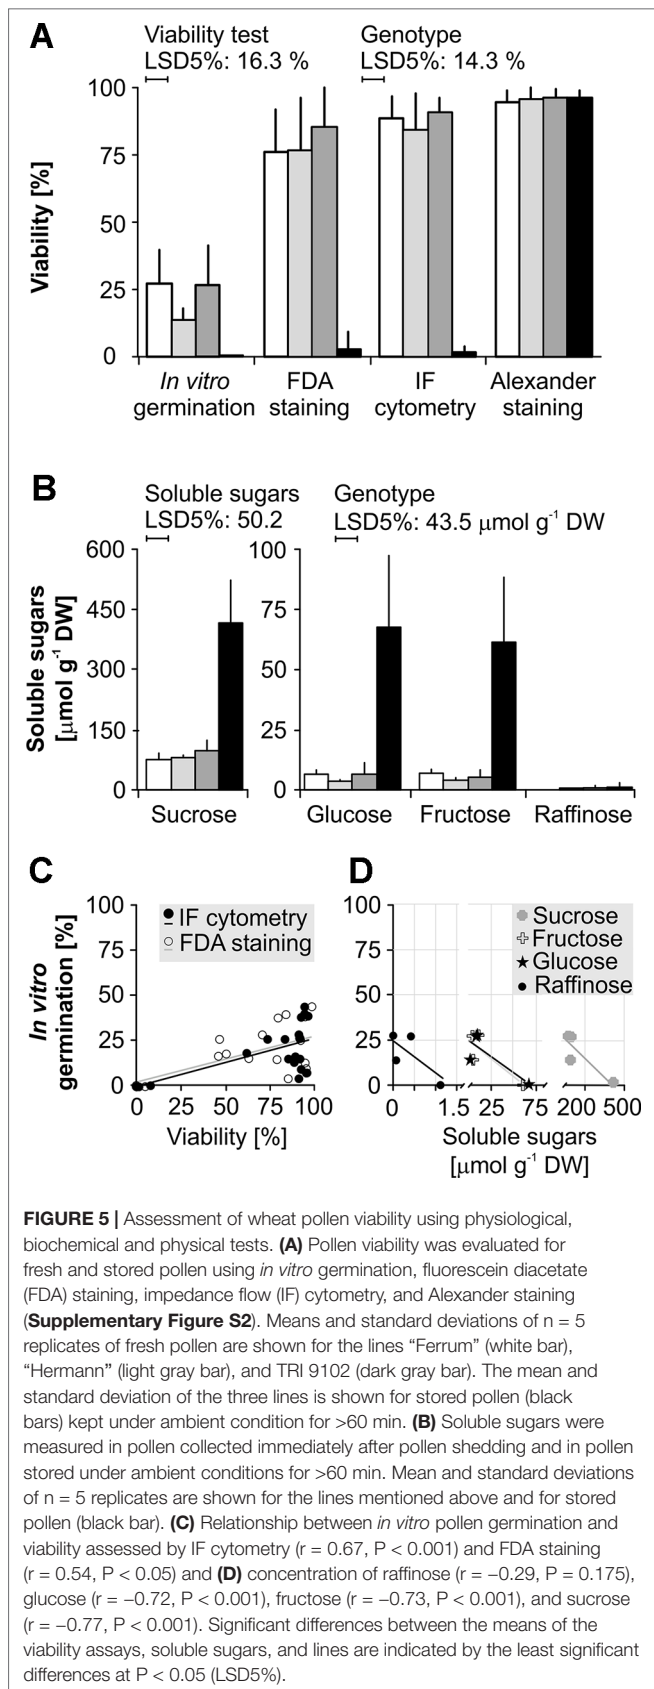 A
Viability test
LSD5%: 16.3 %
Genotype
LSD5%: 14.3 %
Viability [%]
100
75
50
25
0
In vitro
germination
FDA
staining
IF
cytometry
Alexander
staining
B
Soluble sugars
LSD5%: 50.2
Genotype
LSD5%: 43.5 μmol g⁻¹ DW
Soluble sugars
[μmol g⁻¹ DW]
600
450
300
150
0
100
75
50
25
0
Sucrose
Glucose
Fructose
Raffinose
C
In vitro
germination [%]
100
75
50
25
0
IF cytometry
FDA staining
0 25 50 75 100
Viability [%]
D
100
75
50
25
0
Sucrose
Fructose
Glucose
Raffinose
0 1.5 25 75 200 500
Soluble sugars
[μmol g⁻¹ DW]
FIGURE 5 | Assessment of wheat pollen viability using physiological,
biochemical and physical tests. (A) Pollen viability was evaluated for
fresh and stored pollen using in vitro germination, fluorescein diacetate
(FDA) staining, impedance flow (IF) cytometry, and Alexander staining
(Supplementary Figure S2). Means and standard deviations of n = 5
replicates of fresh pollen are shown for the lines “Ferrum” (white bar),
“Hermann” (light gray bar), and TRI 9102 (dark gray bar). The mean and
standard deviation of the three lines is shown for stored pollen (black
bars) kept under ambient condition for >60 min. (B) Soluble sugars were
measured in pollen collected immediately after pollen shedding and in pollen
stored under ambient conditions for >60 min. Mean and standard deviations
of n = 5 replicates are shown for the lines mentioned above and for stored
pollen (black bar). (C) Relationship between in vitro pollen germination and
viability assessed by IF cytometry (r = 0.67, P < 0.001) and FDA staining
(r = 0.54, P < 0.05) and (D) concentration of raffinose (r = −0.29, P = 0.175),
glucose (r = −0.72, P < 0.001), fructose (r = −0.73, P < 0.001), and sucrose
(r = −0.77, P < 0.001). Significant differences between the means of the
viability assays, soluble sugars, and lines are indicated by the least significant
differences at P < 0.05 (LSD5%).